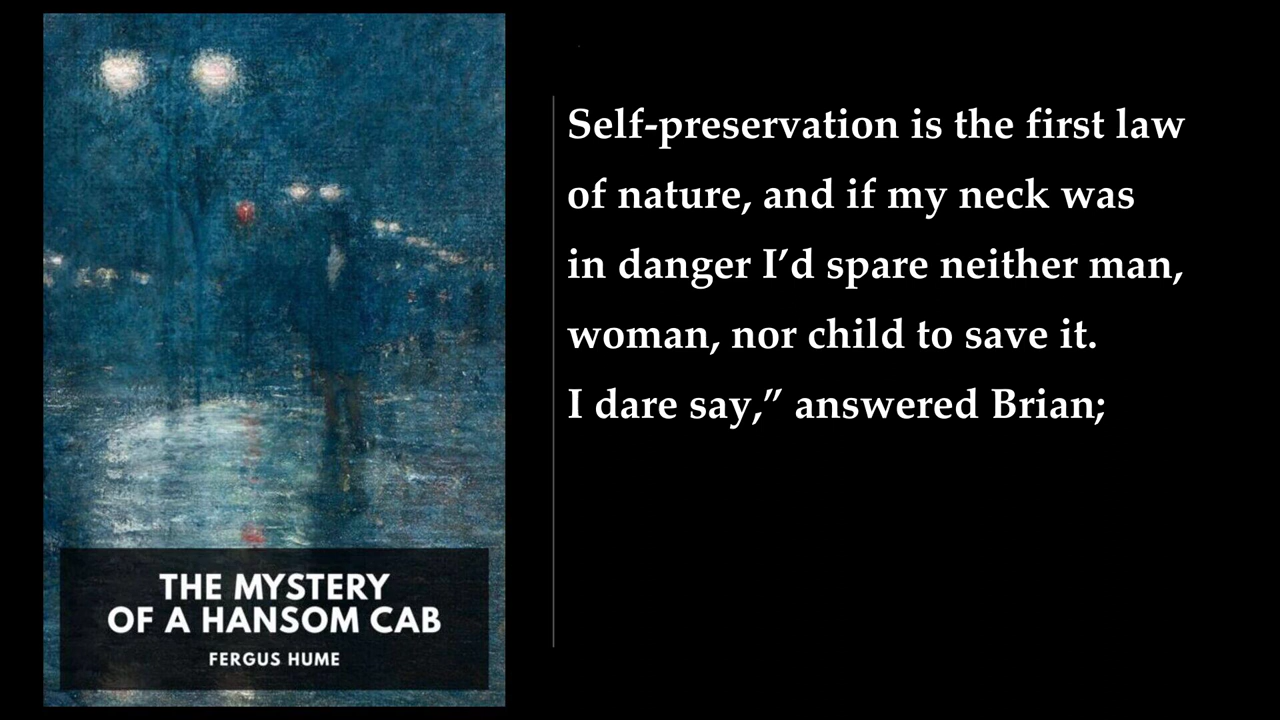 Self-preservation is the first law
of nature, and if my neck was
in danger I’d spare neither man,
woman, nor child to save it.
I dare say,” answered Brian;
THE MYSTERY
OF A HANSOM CAB
FERGUS HUME